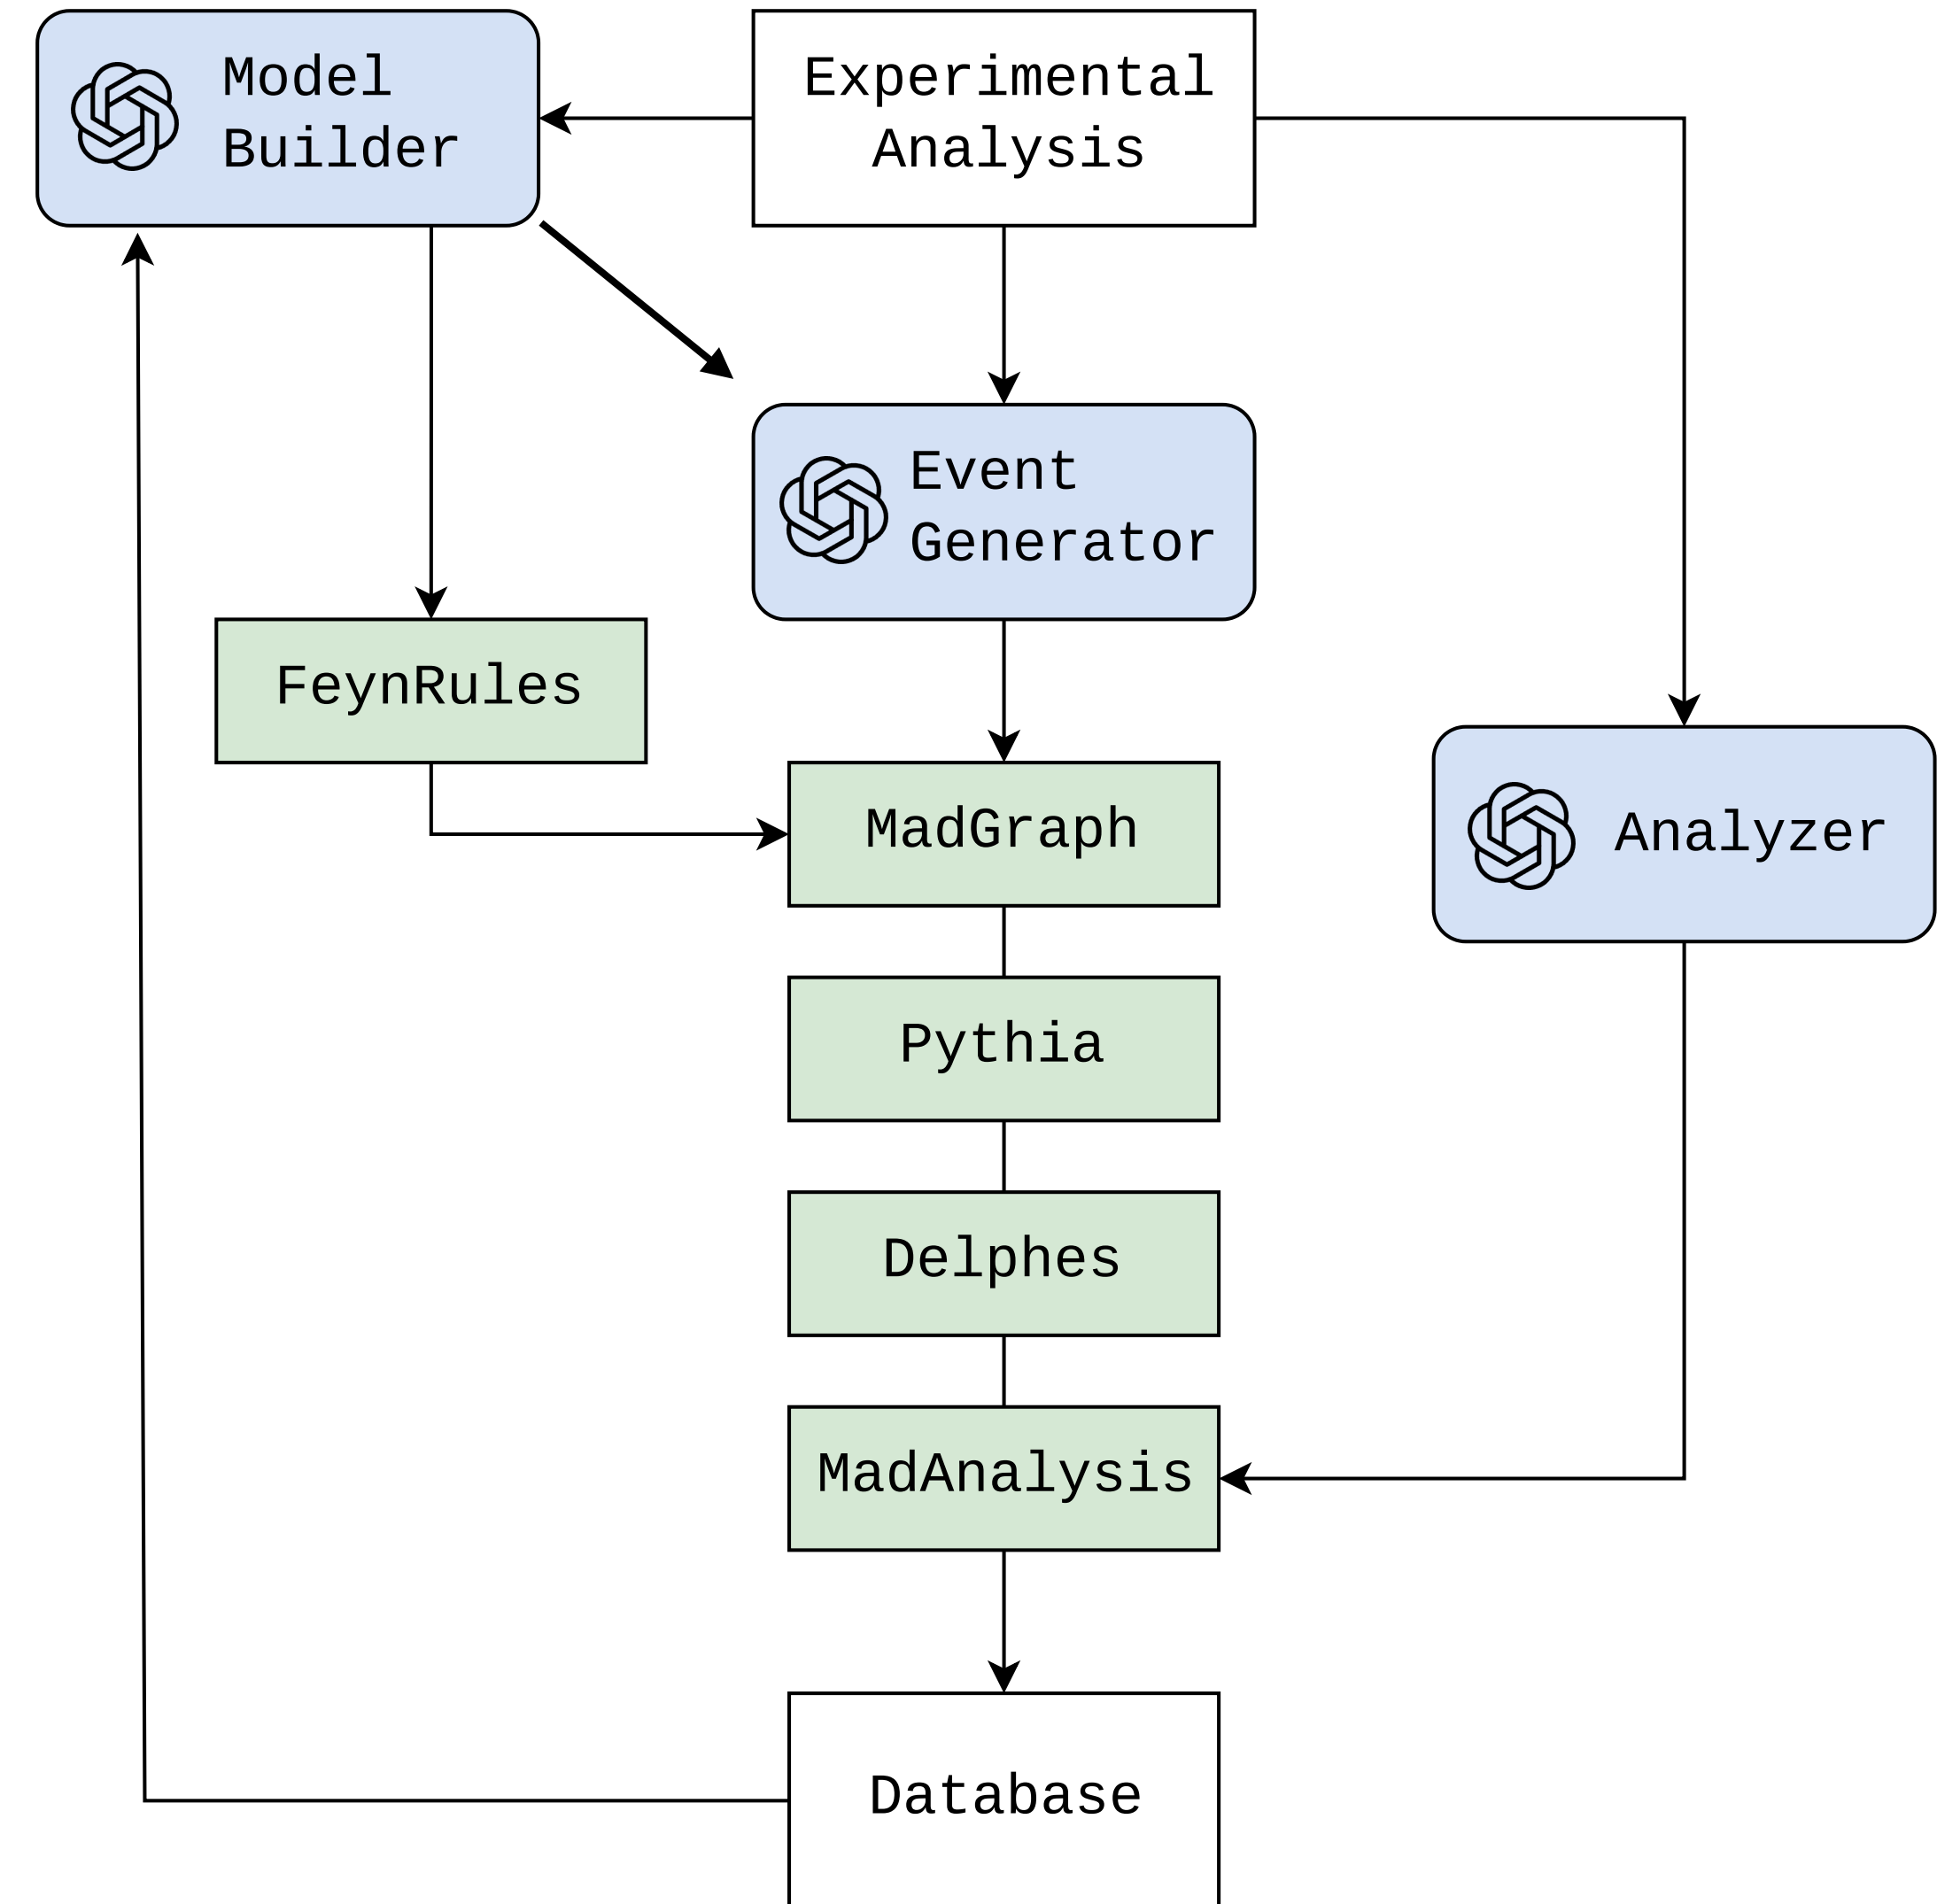 Model
Builder
Experimental
Analysis
Event
Generator
FeynRules
MadGraph
Analyzer
Pythia
Delphes
MadAnalysis
Database